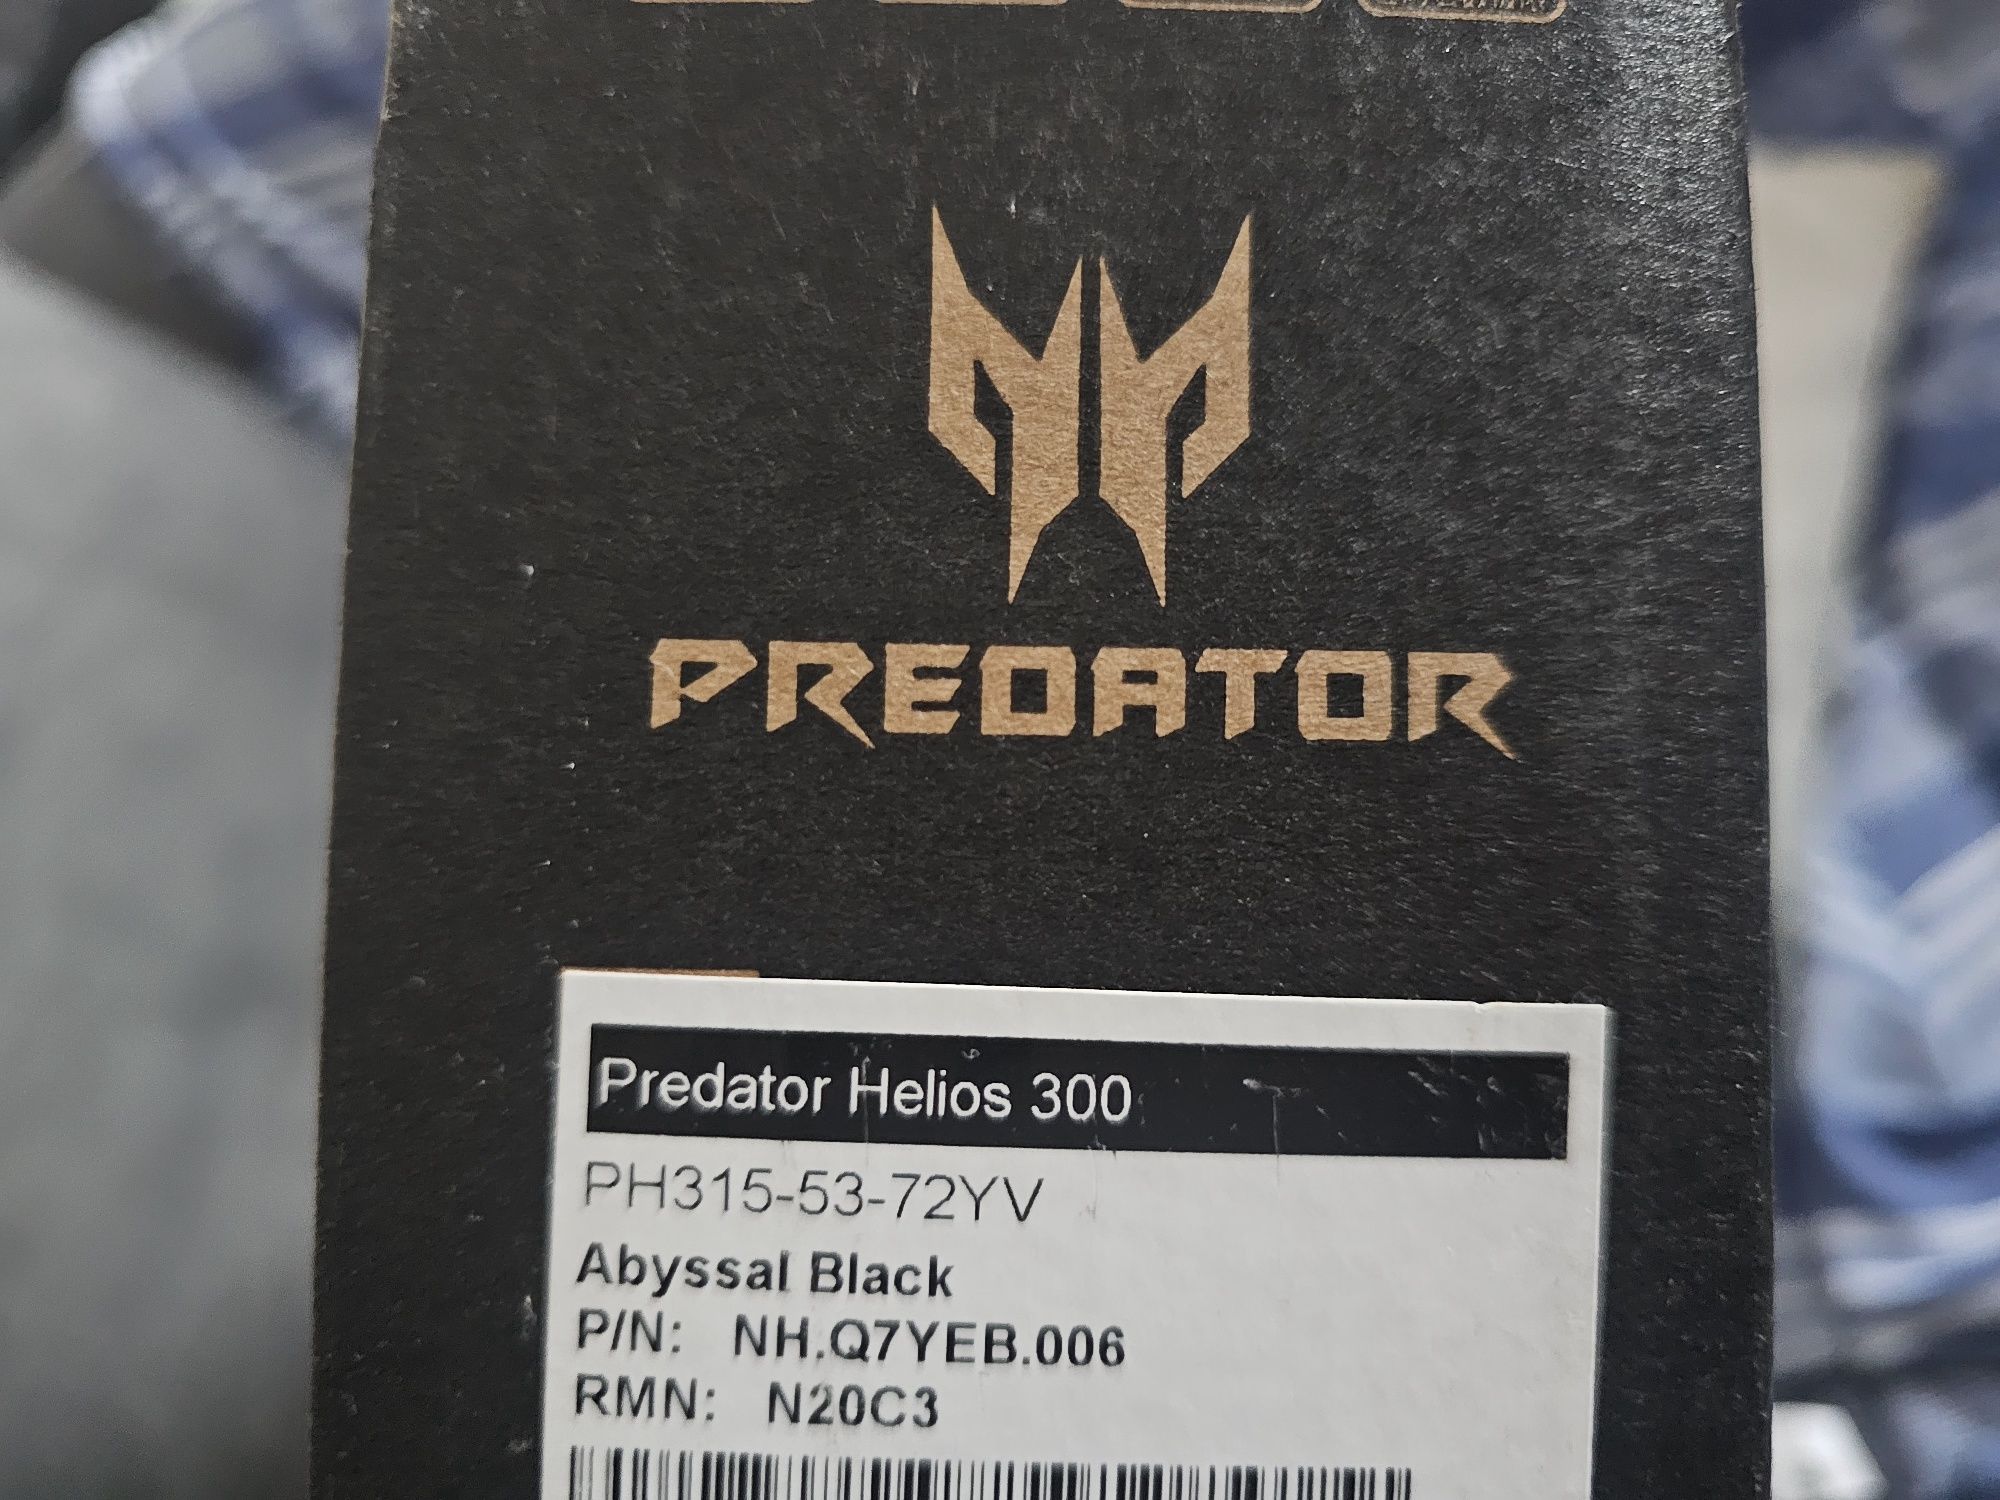 PREDATOR
Predator Helios 300
PH315-53-72YV
Abyssal Black
P/N: NH.Q7YEB.006
RMN: N20C3